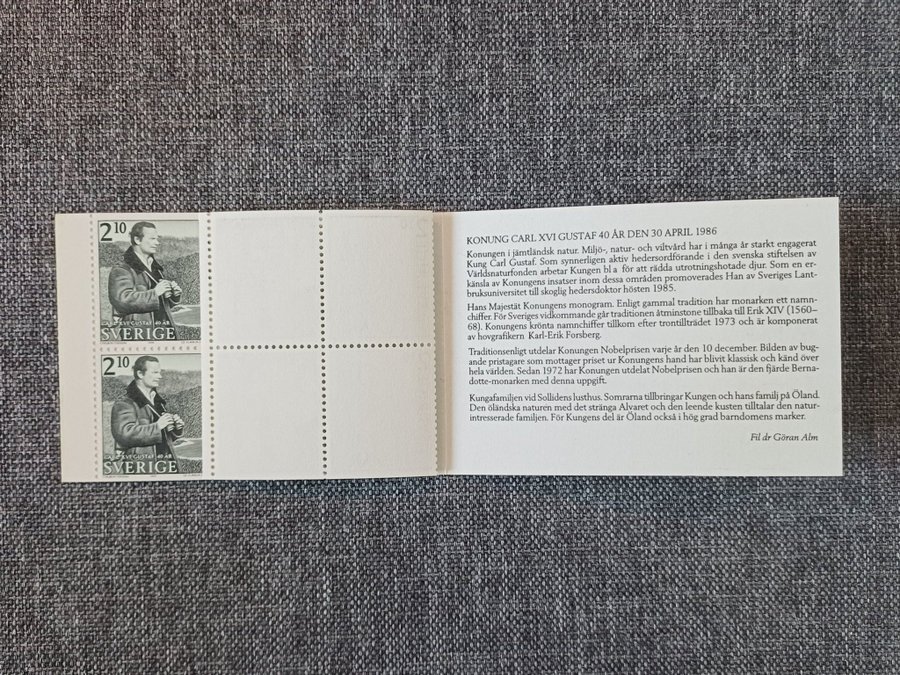 2 10
CARL XVI GUSTAF 40 ÅR
SVERIGE
2 10
CARL XVI GUSTAF 40 ÅR
SVERIGE
KONUNG CARL XVI GUSTAF 40 ÅR DEN 30 APRIL 1986
Konungen i jämtländsk natur. Miljö-, natur- och viltvård har i många år starkt engagerat
Kung Carl Gustaf. Som synnerligen aktiv hedersordförande i den svenska stiftelsen av
Världsnaturfonden arbetar Kungen bl a för att rädda utrotningshotade djur. Som en er-
känsla av Konungens insatser inom dessa områden promoverades Han av Sveriges Lant-
bruksuniversitet till skoglig hedersdoktor hösten 1985.
Hans Majestät Konungens monogram. Enligt gammal tradition har monarken ett namn-
chiffer. För Sveriges vidkommande går traditionen åtminstone tillbaka till Erik XIV (1560–
68). Konungens krönta namnchiffer tillkom efter trontillträdet 1973 och är komponerat
av hovgrafikern Karl-Erik Forsberg.
Traditionsenligt utdelar Konungen Nobelprisen varje år den 10 december. Bilden av bug-
ande pristagare som mottager priset ur Konungens hand har blivit klassisk och känd över
hela världen. Sedan 1972 har Konungen utdelat Nobelprisen och han är den fjärde Berna-
dotte-monarken med denna uppgift.
Kungafamiljen vid Sollidens lusthus. Somrarna tillbringar Kungen och hans familj på Öland.
Den öländska naturen med det stränga Alvaret och den leende kusten tilltalar den natur-
intresserade familjen. För Kungens del är Öland också i hög grad barndomens marker.
Fil dr Göran Alm